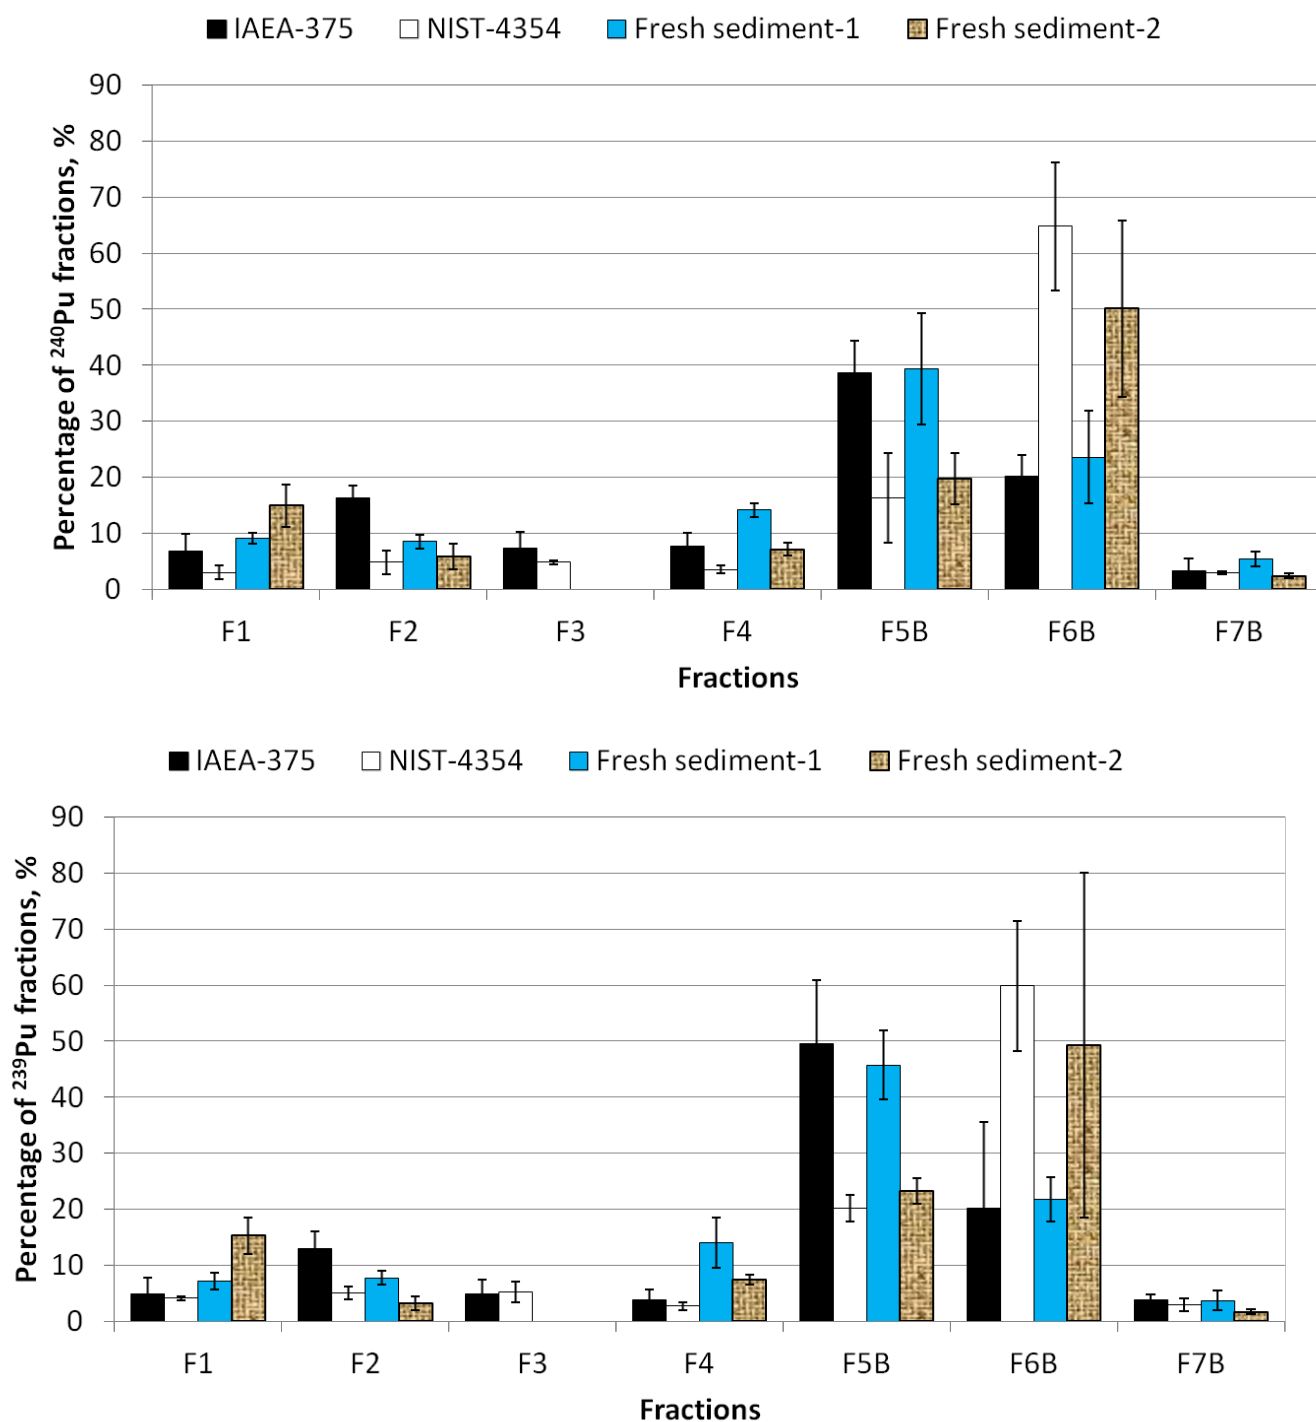 IAEA-375 NIST-4354 Fresh sediment-1 Fresh sediment-2
Percentage of ²⁴⁰Pu fractions, %
90
80
70
60
50
40
30
20
10
0
F1 F2 F3 F4 F5B F6B F7B
Fractions
IAEA-375 NIST-4354 Fresh sediment-1 Fresh sediment-2
Percentage of ²³⁹Pu fractions, %
90
80
70
60
50
40
30
20
10
0
F1 F2 F3 F4 F5B F6B F7B
Fractions